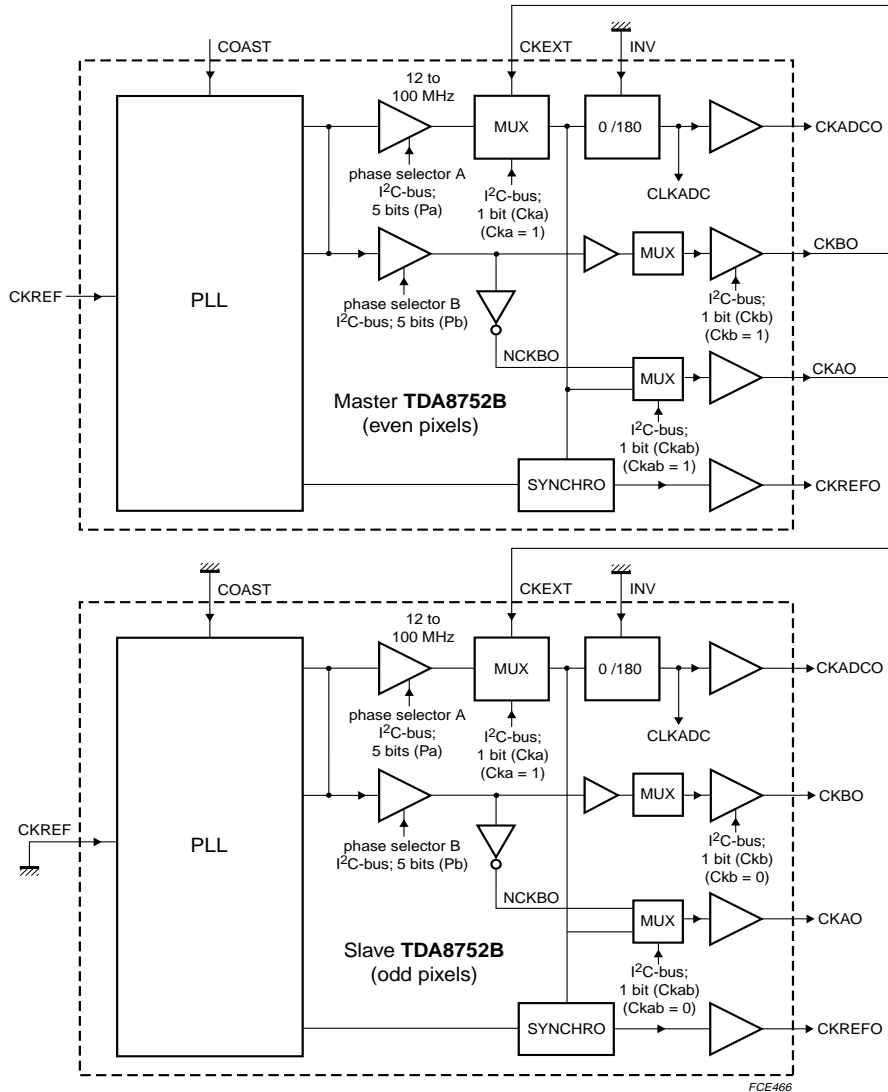 COAST
CKEXT
INV
12 to
100 MHz
MUX
0 /180
CKADCO
phase selector A
I²C-bus;
5 bits (Pa)
I²C-bus;
1 bit (Cka)
(Cka = 1)
CLKADC
MUX
CKBO
CKREF
PLL
phase selector B
I²C-bus; 5 bits (Pb)
I²C-bus;
1 bit (Ckb)
(Ckb = 1)
NCKBO
MUX
CKAO
Master TDA8752B
(even pixels)
I²C-bus;
1 bit (Ckab)
(Ckab = 1)
SYNCHRO
CKREFO
COAST
CKEXT
INV
12 to
100 MHz
MUX
0 /180
CKADCO
phase selector A
I²C-bus;
5 bits (Pa)
I²C-bus;
1 bit (Cka)
(Cka = 1)
CLKADC
MUX
CKBO
CKREF
PLL
phase selector B
I²C-bus; 5 bits (Pb)
I²C-bus;
1 bit (Ckb)
(Ckb = 0)
NCKBO
MUX
CKAO
Slave TDA8752B
(odd pixels)
I²C-bus;
1 bit (Ckab)
(Ckab = 0)
SYNCHRO
CKREFO
FCE466